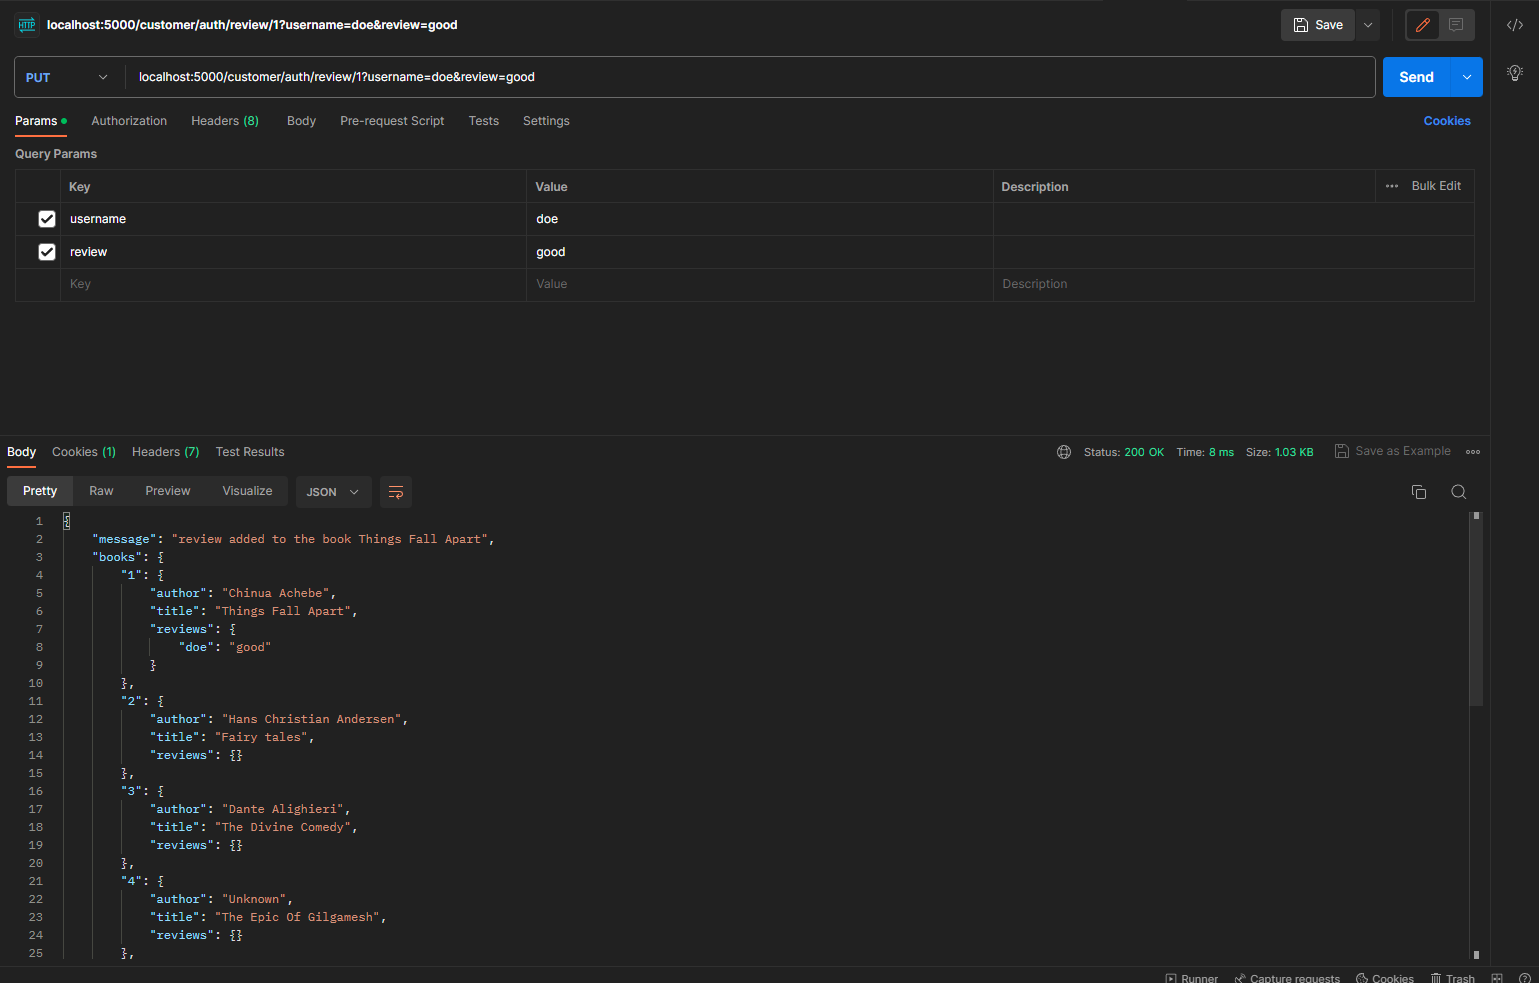 HTTP localhost:5000/customer/auth/review/1?username=doe&review=good Save
PUT localhost:5000/customer/auth/review/1?username=doe&review=good Send
Params Authorization Headers (8) Body Pre-request Script Tests Settings Cookies
Query Params
Key Value Description Bulk Edit
username doe
review good
Key Value Description
Body Cookies (1) Headers (7) Test Results Status: 200 OK Time: 8 ms Size: 1.03 KB Save as Example
Pretty Raw Preview Visualize JSON
1 {
2 "message": "review added to the book Things Fall Apart",
3 "books": {
4 "1": {
5 "author": "Chinua Achebe",
6 "title": "Things Fall Apart",
7 "reviews": {
8 "doe": "good"
9 }
10 },
11 "2": {
12 "author": "Hans Christian Andersen",
13 "title": "Fairy tales",
14 "reviews": {}
15 },
16 "3": {
17 "author": "Dante Alighieri",
18 "title": "The Divine Comedy",
19 "reviews": {}
20 },
21 "4": {
22 "author": "Unknown",
23 "title": "The Epic Of Gilgamesh",
24 "reviews": {}
25 },
Runner Capture requests Cookies Trash